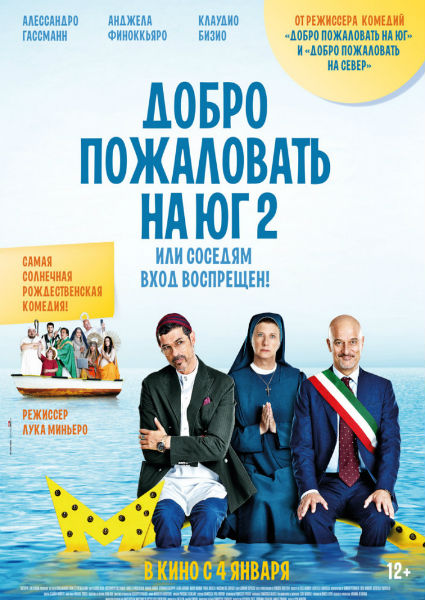 АЛЕССАНДРО
ГАССМАНН
АНДЖЕЛА
ФИНОККЬЯРО
КЛАУДИО
БИЗИО
ОТ РЕЖИССЕРА КОМЕДИЙ
«ДОБРО ПОЖАЛОВАТЬ НА ЮГ»
И «ДОБРО ПОЖАЛОВАТЬ
НА СЕВЕР»
ДОБРО
ПОЖАЛОВАТЬ
НА ЮГ 2
ИЛИ СОСЕДЯМ
ВХОД ВОСПРЕЩЕН!
САМАЯ
СОЛНЕЧНАЯ
РОЖДЕСТВЕНСКАЯ
КОМЕДИЯ!
РЕЖИССЕР
ЛУКА МИНЬЕРО
В КИНО С 4 ЯНВАРЯ
12+